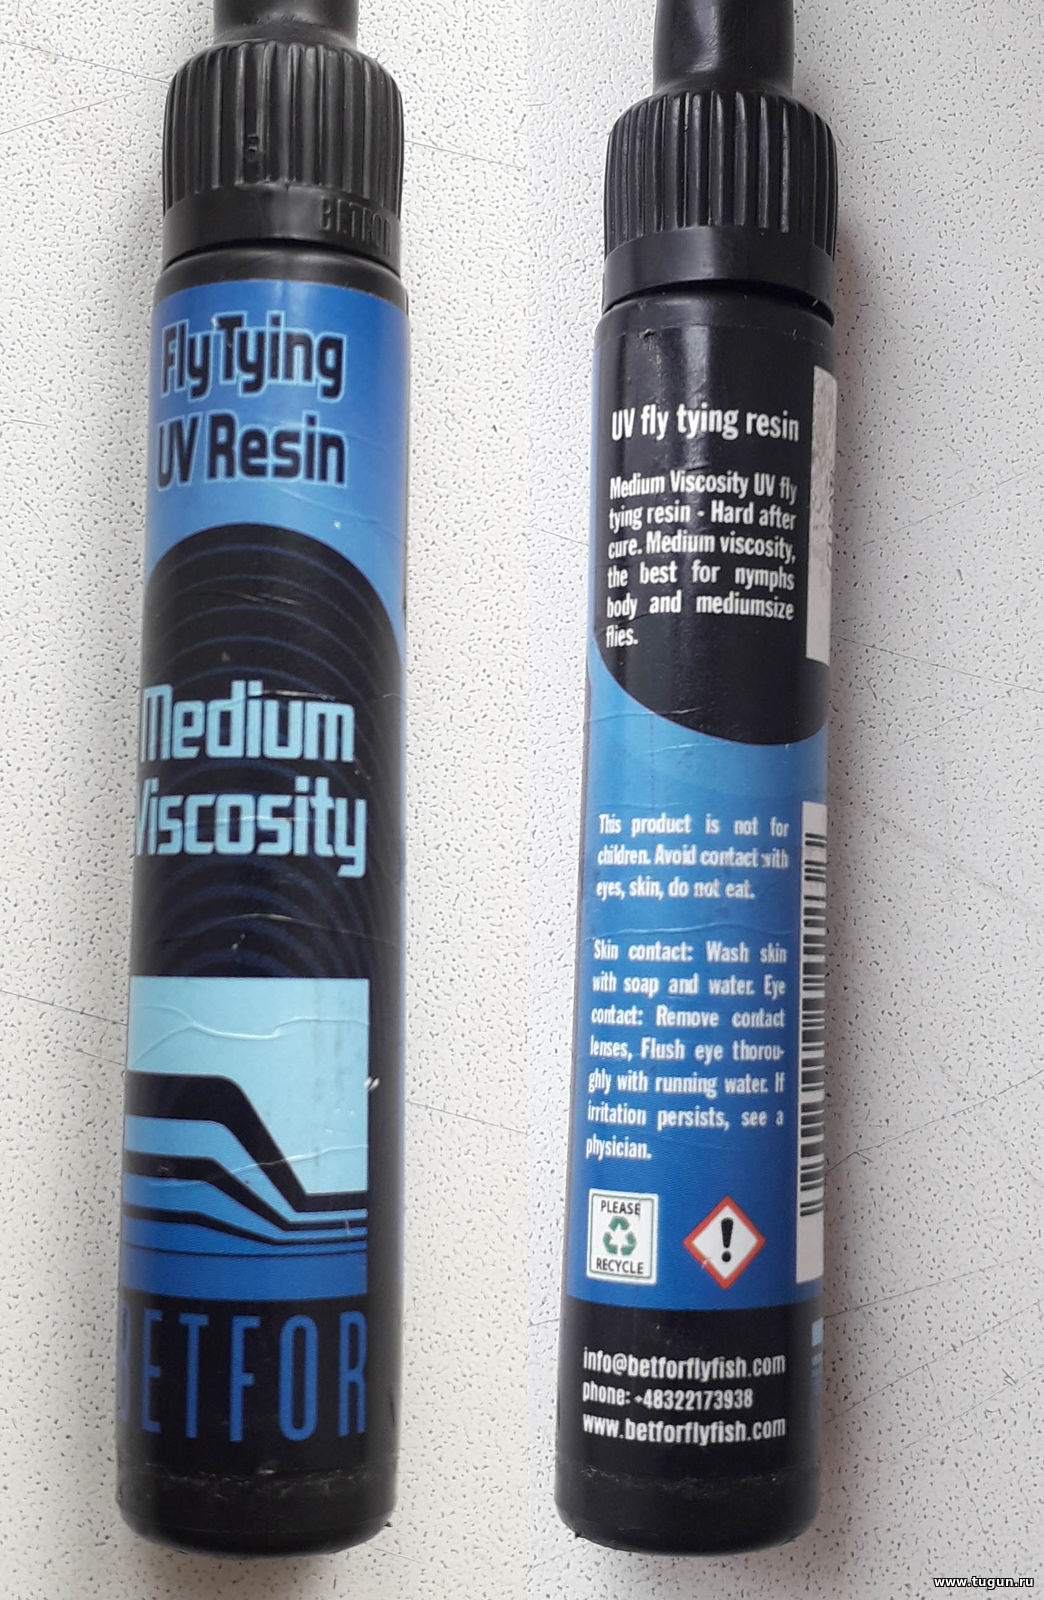 BETFOR
Fly Tying
UV Resin
Medium
Viscosity
BETFOR
UV fly tying resin
Medium Viscosity UV fly
tying resin - Hard after
cure. Medium viscosity,
the best for nymphs
body and mediumsize
flies.
This product is not for
children. Avoid contact with
eyes, skin, do not eat.
Skin contact: Wash skin
with soap and water. Eye
contact: Remove contact
lenses, Flush eye thorou-
ghly with running water. If
irritation persists, see a
physician.
PLEASE
RECYCLE
info@betforflyfish.com
phone: +48322173938
www.betforflyfish.com
www.tugun.ru